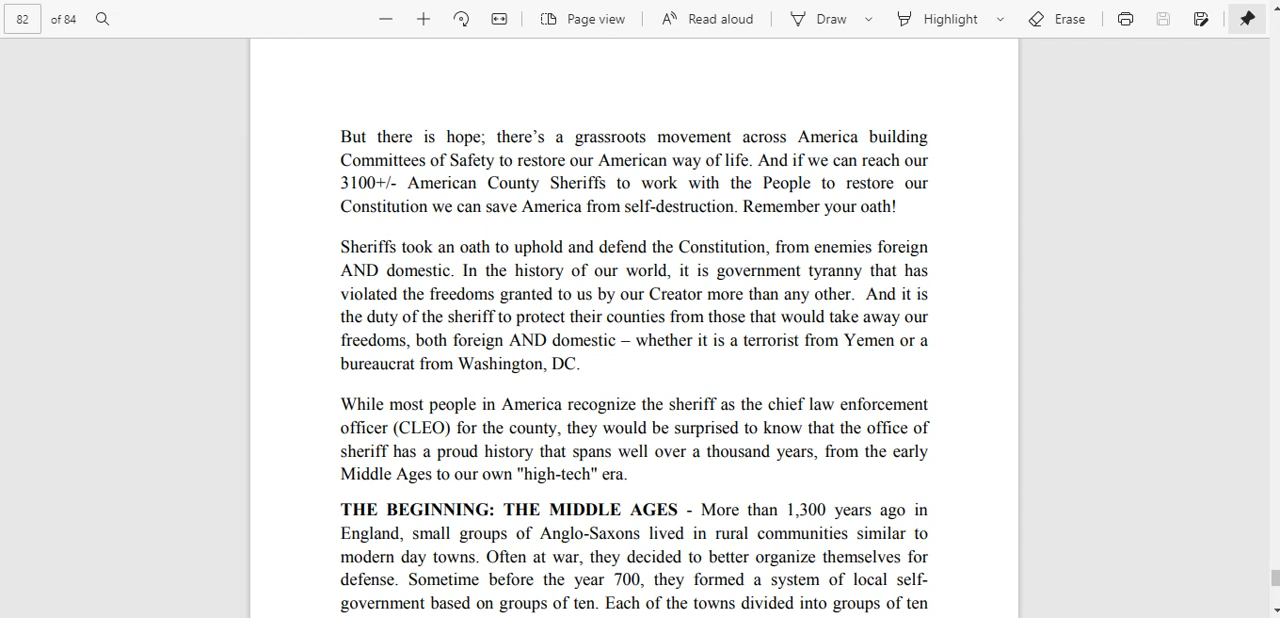 82 of 84 Page view Read aloud Draw Highlight Erase
But there is hope; there’s a grassroots movement across America building
Committees of Safety to restore our American way of life. And if we can reach our
3100+/- American County Sheriffs to work with the People to restore our
Constitution we can save America from self-destruction. Remember your oath!
Sheriffs took an oath to uphold and defend the Constitution, from enemies foreign
AND domestic. In the history of our world, it is government tyranny that has
violated the freedoms granted to us by our Creator more than any other. And it is
the duty of the sheriff to protect their counties from those that would take away our
freedoms, both foreign AND domestic – whether it is a terrorist from Yemen or a
bureaucrat from Washington, DC.
While most people in America recognize the sheriff as the chief law enforcement
officer (CLEO) for the county, they would be surprised to know that the office of
sheriff has a proud history that spans well over a thousand years, from the early
Middle Ages to our own "high-tech" era.
THE BEGINNING: THE MIDDLE AGES - More than 1,300 years ago in
England, small groups of Anglo-Saxons lived in rural communities similar to
modern day towns. Often at war, they decided to better organize themselves for
defense. Sometime before the year 700, they formed a system of local self-
government based on groups of ten. Each of the towns divided into groups of ten